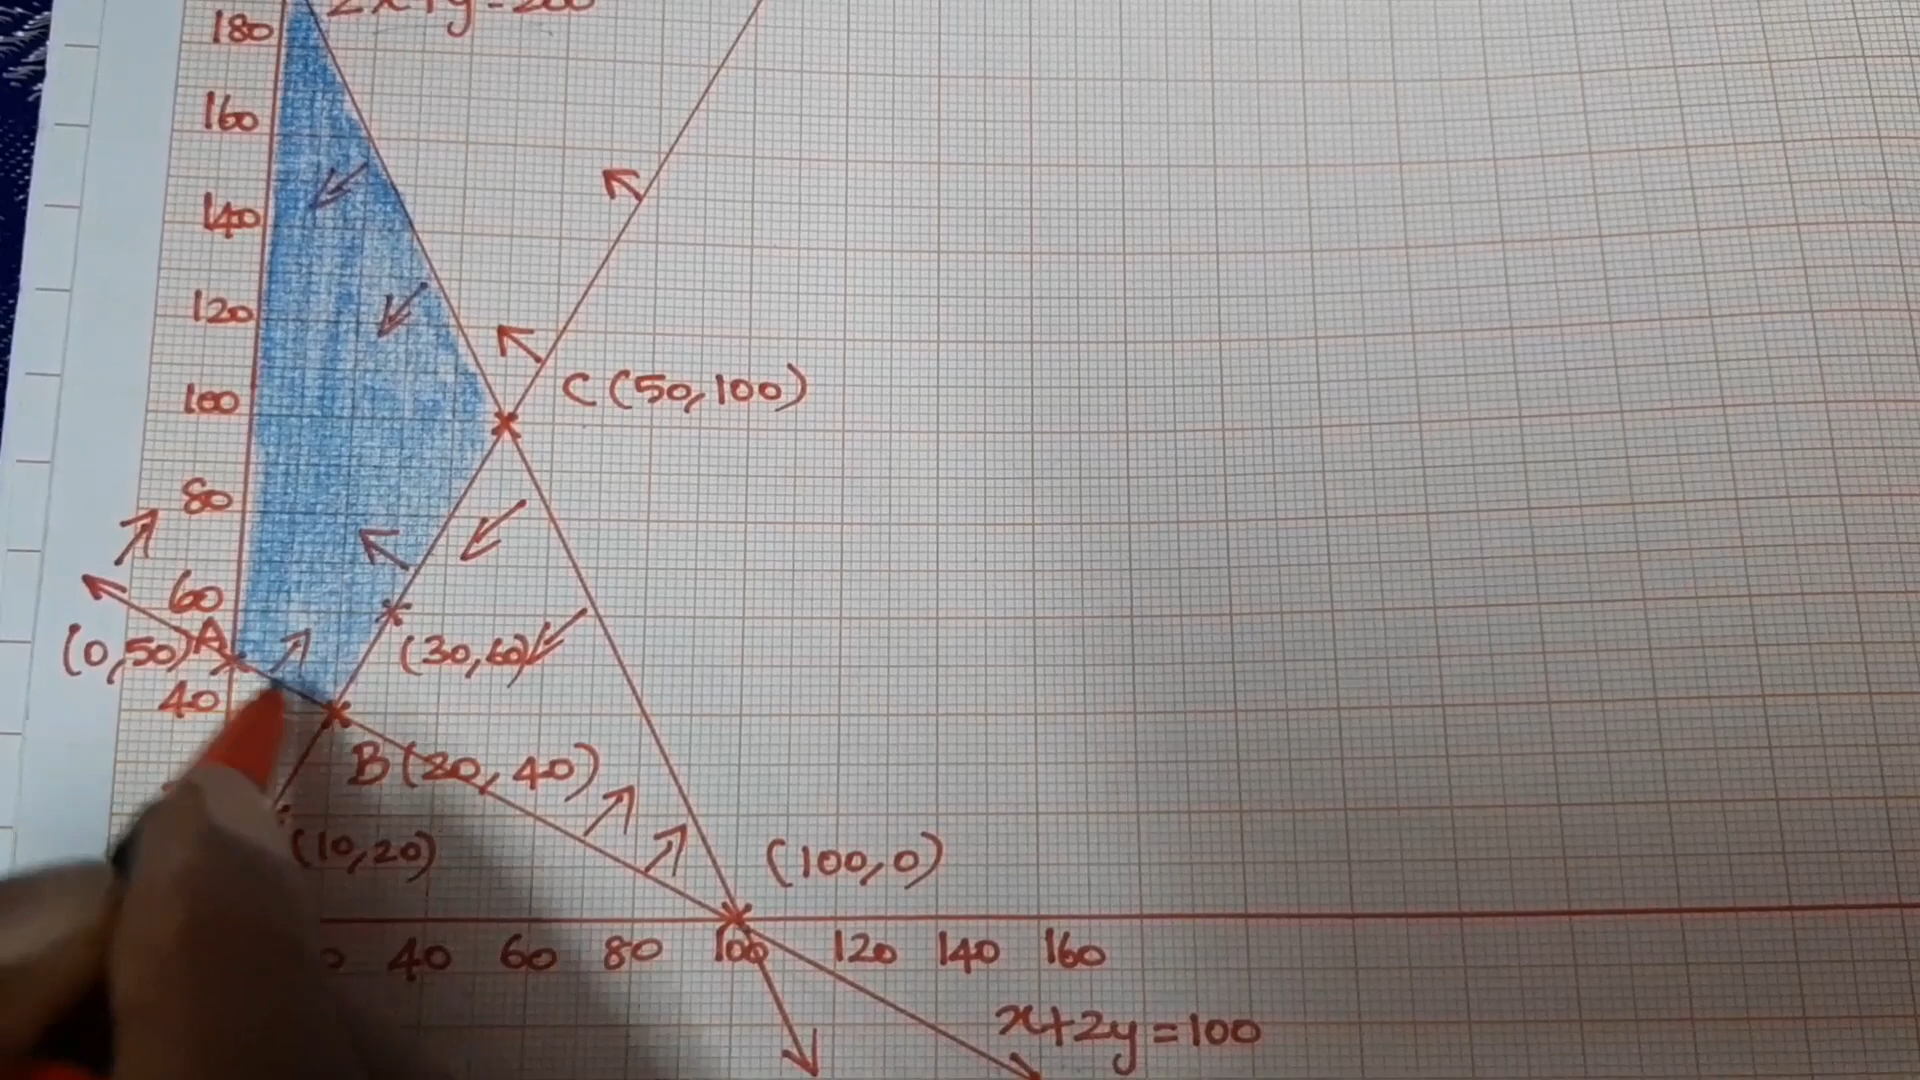 2x+y=200
180
160
140
120
100
C(50,100)
80
60
A
(0,50)
(30,60)
40
B(20,40)
(10,20)
(100,0)
40 60 80 100 120 140 160
x+2y=100